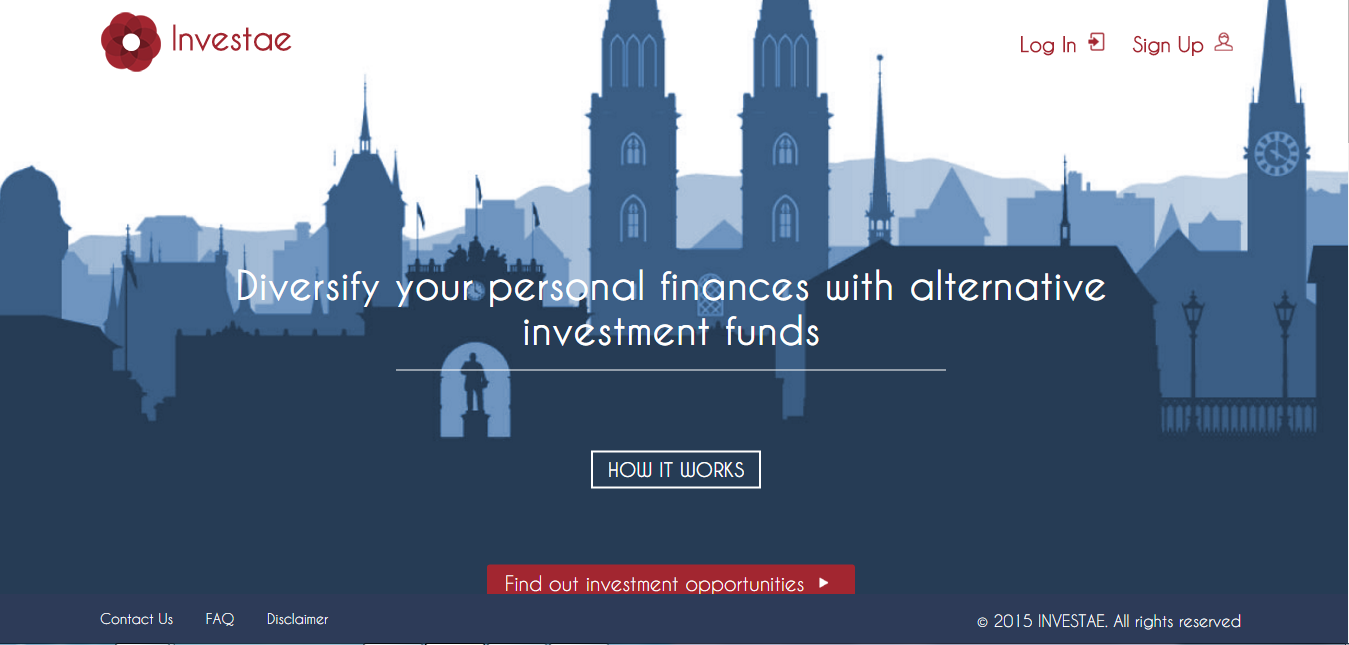 Investae
Log In
Sign Up
Diversify your personal finances with alternative
investment funds
HOW IT WORKS
Find out investment opportunities
Contact Us
FAQ
Disclaimer
© 2015 INVESTAE. All rights reserved